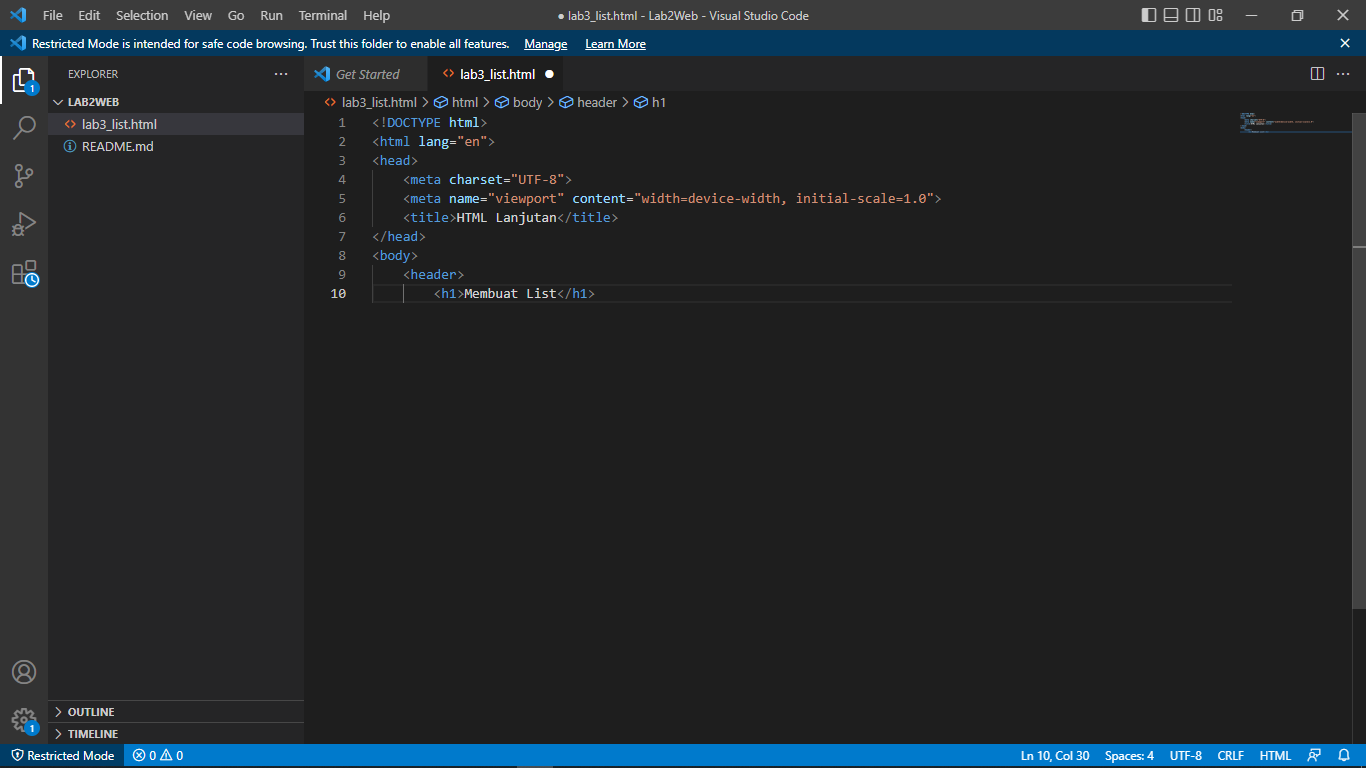 File Edit Selection View Go Run Terminal Help ● lab3_list.html - Lab2Web - Visual Studio Code
Restricted Mode is intended for safe code browsing. Trust this folder to enable all features. Manage Learn More
EXPLORER ··· Get Started <> lab3_list.html ● ···
1
LAB2WEB
<> lab3_list.html > html > body > header > h1
<> lab3_list.html
README.md
1 <!DOCTYPE html>
2 <html lang="en">
3 <head>
4 <meta charset="UTF-8">
5 <meta name="viewport" content="width=device-width, initial-scale=1.0">
6 <title>HTML Lanjutan</title>
7 </head>
8 <body>
9 <header>
10 <h1>Membuat List</h1>
OUTLINE
1
TIMELINE
Restricted Mode 0 0 Ln 10, Col 30 Spaces: 4 UTF-8 CRLF HTML